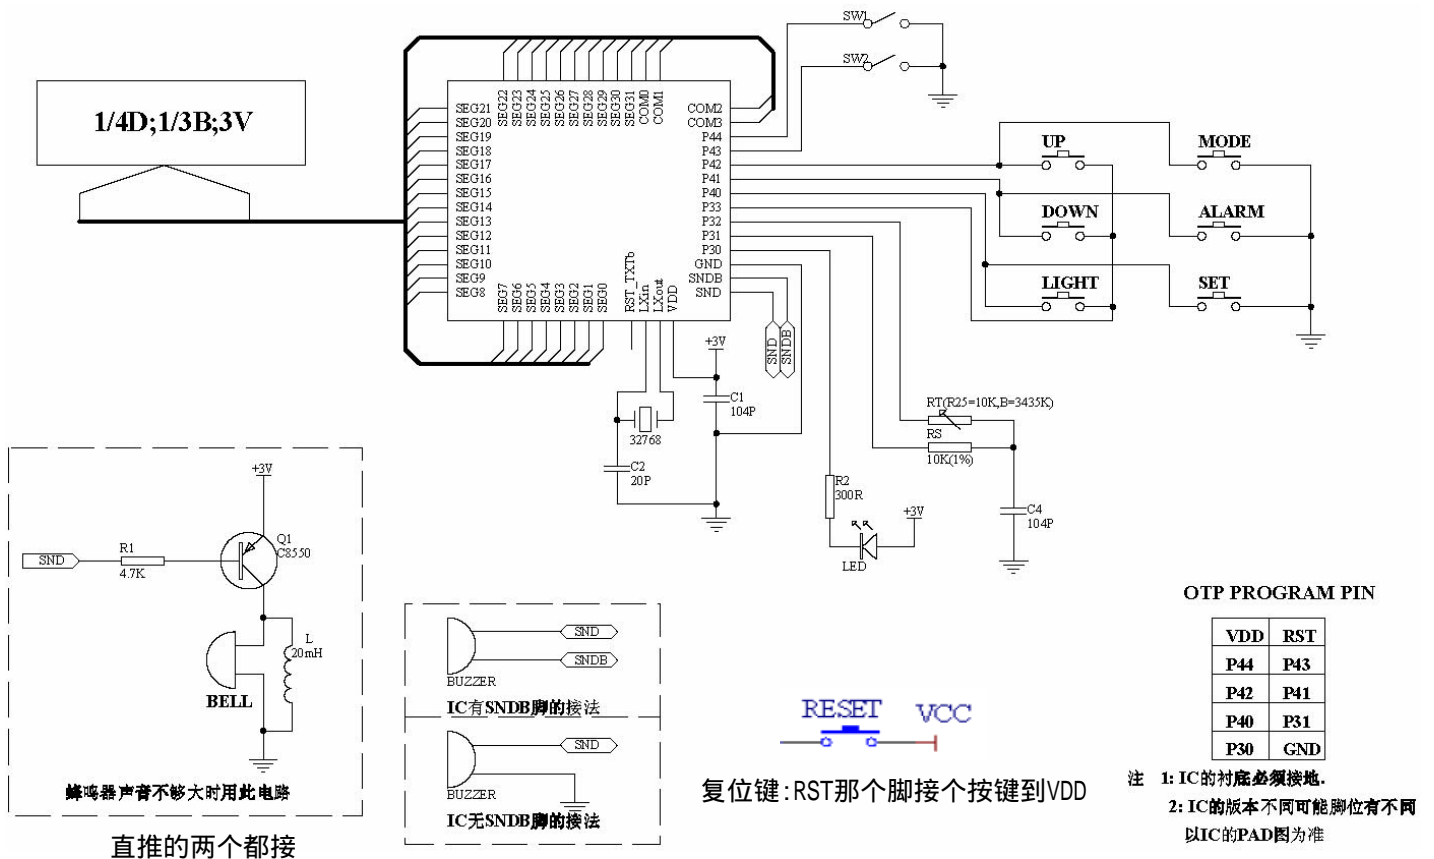 SW1
SW2
1/4D;1/3B;3V
SEG22
SEG23
SEG24
SEG25
SEG26
SEG27
SEG28
SEG29
SEG30
SEG31
COM0
COM1
SEG21
SEG20
SEG19
SEG18
SEG17
SEG16
SEG15
SEG14
SEG13
SEG12
SEG11
SEG10
SEG9
SEG8
COM2
COM3
P44
P43
P42
P41
P40
P33
P32
P31
P30
GND
SNDB
SND
SEG7
SEG6
SEG5
SEG4
SEG3
SEG2
SEG1
SEG0
RST_TXTb
LXin
LXout
VDD
UP
MODE
DOWN
ALARM
LIGHT
SET
SND
SNDB
+3V
C1
104P
32768
C2
20P
RT(R25=10K,B=3435K)
RS
10K(1%)
R2
300R
+3V
LED
C4
104P
+3V
Q1
C8550
SND
R1
4.7K
L
20mH
BELL
蜂鸣器声音不够大时用此电路
直推的两个都接
SND
SNDB
BUZZER
IC有SNDB脚的接法
SND
BUZZER
IC无SNDB脚的接法
RESET VCC
复位键:RST那个脚接个按键到VDD
OTP PROGRAM PIN
VDD RST
P44 P43
P42 P41
P40 P31
P30 GND
注 1: IC的衬底必须接地.
2: IC的版本不同可能脚位有不同
以IC的PAD图为准